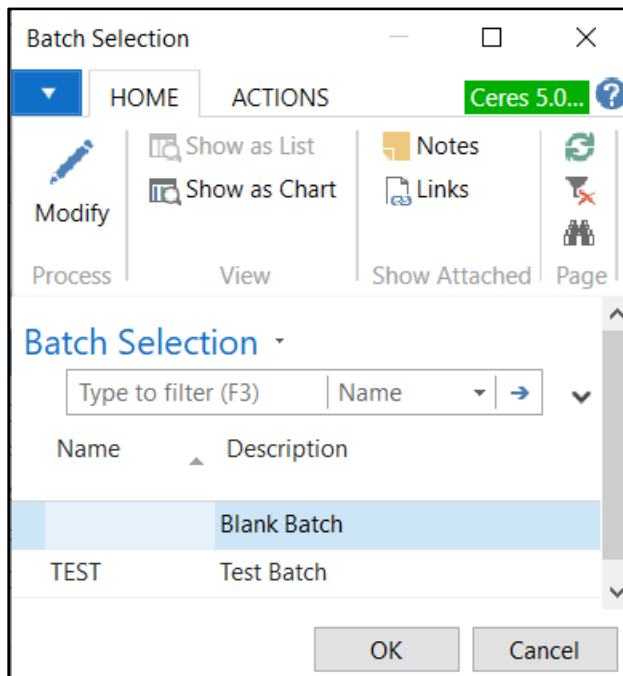 Batch Selection
HOME ACTIONS Ceres 5.0... ?
Show as List Notes
Show as Chart Links
Modify
Process View Show Attached Page
Batch Selection
Type to filter (F3) Name
Name Description
Blank Batch
TEST Test Batch
OK Cancel